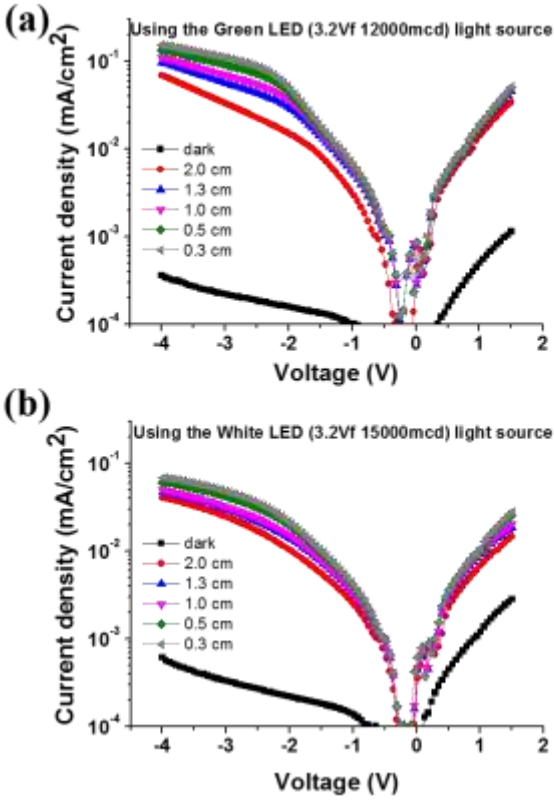 (a)
Using the Green LED (3.2Vf 12000mcd) light source
Current density (mA/cm²)
10⁻¹
10⁻²
10⁻³
10⁻⁴
dark
2.0 cm
1.3 cm
1.0 cm
0.5 cm
0.3 cm
-4 -3 -2 -1 0 1 2
Voltage (V)
(b)
Using the White LED (3.2Vf 15000mcd) light source
Current density (mA/cm²)
10⁻¹
10⁻²
10⁻³
10⁻⁴
dark
2.0 cm
1.3 cm
1.0 cm
0.5 cm
0.3 cm
-4 -3 -2 -1 0 1 2
Voltage (V)